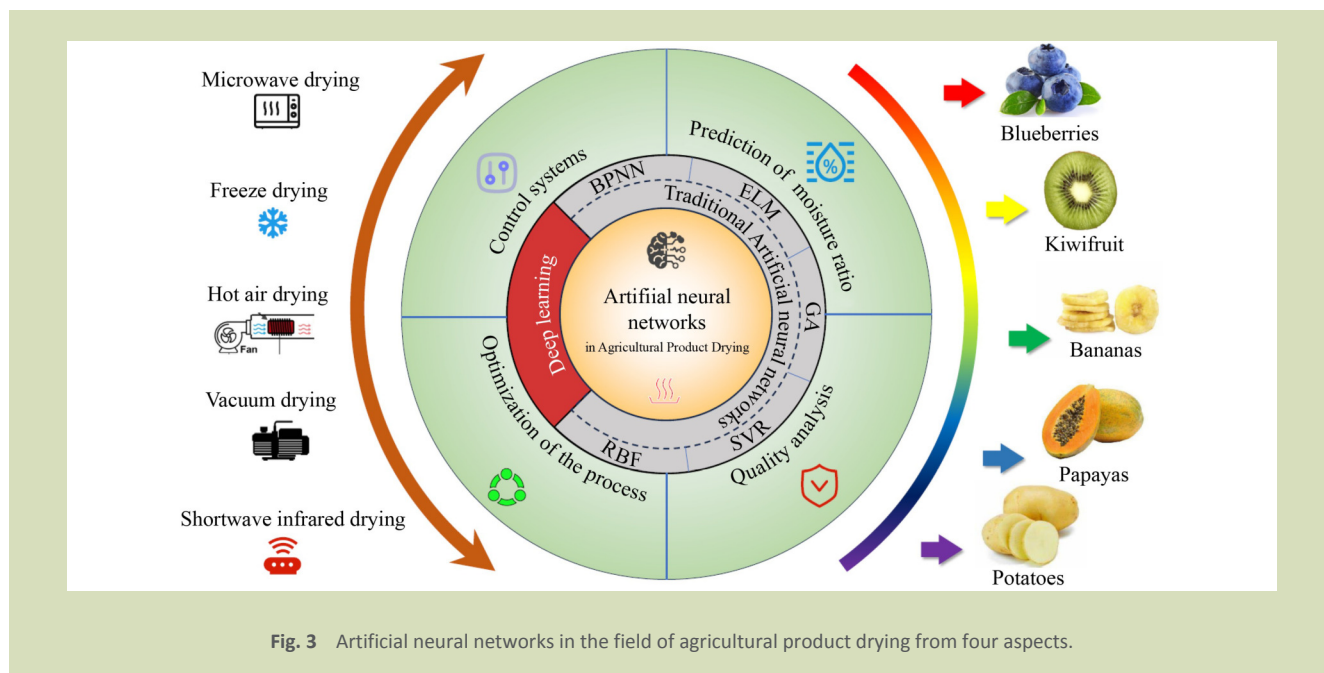 Microwave drying
Freeze drying
Hot air drying
Fan
Vacuum drying
Shortwave infrared drying
Control systems
Prediction of moisture ratio
Optimization of the process
Quality analysis
BPNN
ELM
GA
SVR
RBF
Traditional Artificial neural networks
Deep learning
Artifiial neural
networks
in Agricultural Product Drying
%
Blueberries
Kiwifruit
Bananas
Papayas
Potatoes
Fig. 3 Artificial neural networks in the field of agricultural product drying from four aspects.